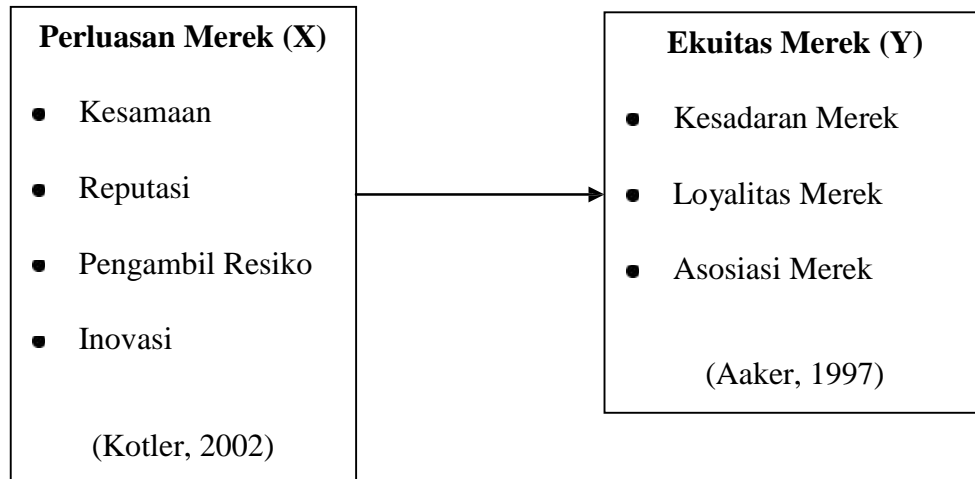 Perluasan Merek (X)
• Kesamaan
• Reputasi
• Pengambil Resiko
• Inovasi
(Kotler, 2002)
Ekuitas Merek (Y)
• Kesadaran Merek
• Loyalitas Merek
• Asosiasi Merek
(Aaker, 1997)